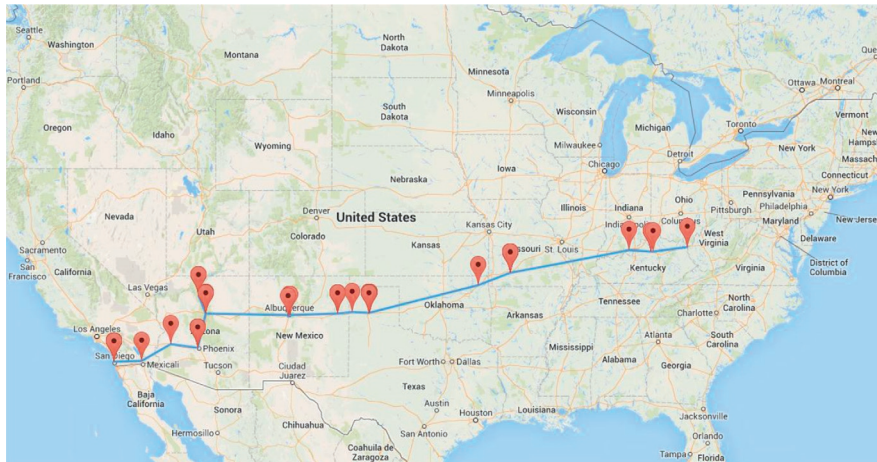 Seattle
Washington
Portland
Oregon
Idaho
Montana
North
Dakota
South
Dakota
Minnesota
Minneapolis
Wisconsin
Milwaukee
Chicago
Michigan
Detroit
Toronto
Ottawa
Montreal
Vermont
New York
Massach
Connecticut
New York
Pennsylvania
Philadelphia
Pittsburgh
Maryland
New Jerse
Delaware
District of
Columbia
Wyoming
Nebraska
Iowa
Illinois
Indiana
Ohio
West
Virginia
Virginia
Kentucky
Nevada
Utah
Denver
Colorado
United States
Kansas
Kansas City
St. Louis
Sacramento
San
Francisco
California
Las Vegas
Los Angeles
San Diego
Mexicali
Phoenix
Tucson
Albuquerque
New Mexico
Oklahoma
Arkansas
Tennessee
North
Carolina
Charlotte
South
Carolina
Atlanta
Georgia
Alabama
Mississippi
Fort Worth
Dallas
Texas
Ciudad
Juárez
Baja
California
Sonora
Hermosillo
Chihuahua
Coahuila de
Zaragoza
Austin
San Antonio
Houston
Louisiana
Jacksonville
Orlando
Tampa
Florida